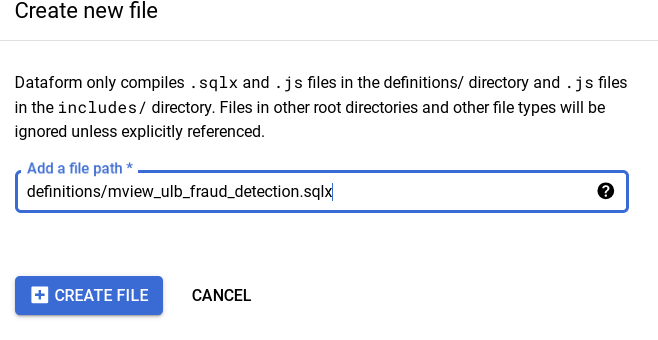 Create new file
Dataform only compiles .sqlx and .js files in the definitions/ directory and .js files
in the includes/ directory. Files in other root directories and other file types will be
ignored unless explicitly referenced.
Add a file path *
definitions/mview_ulb_fraud_detection.sqlx
CREATE FILE CANCEL